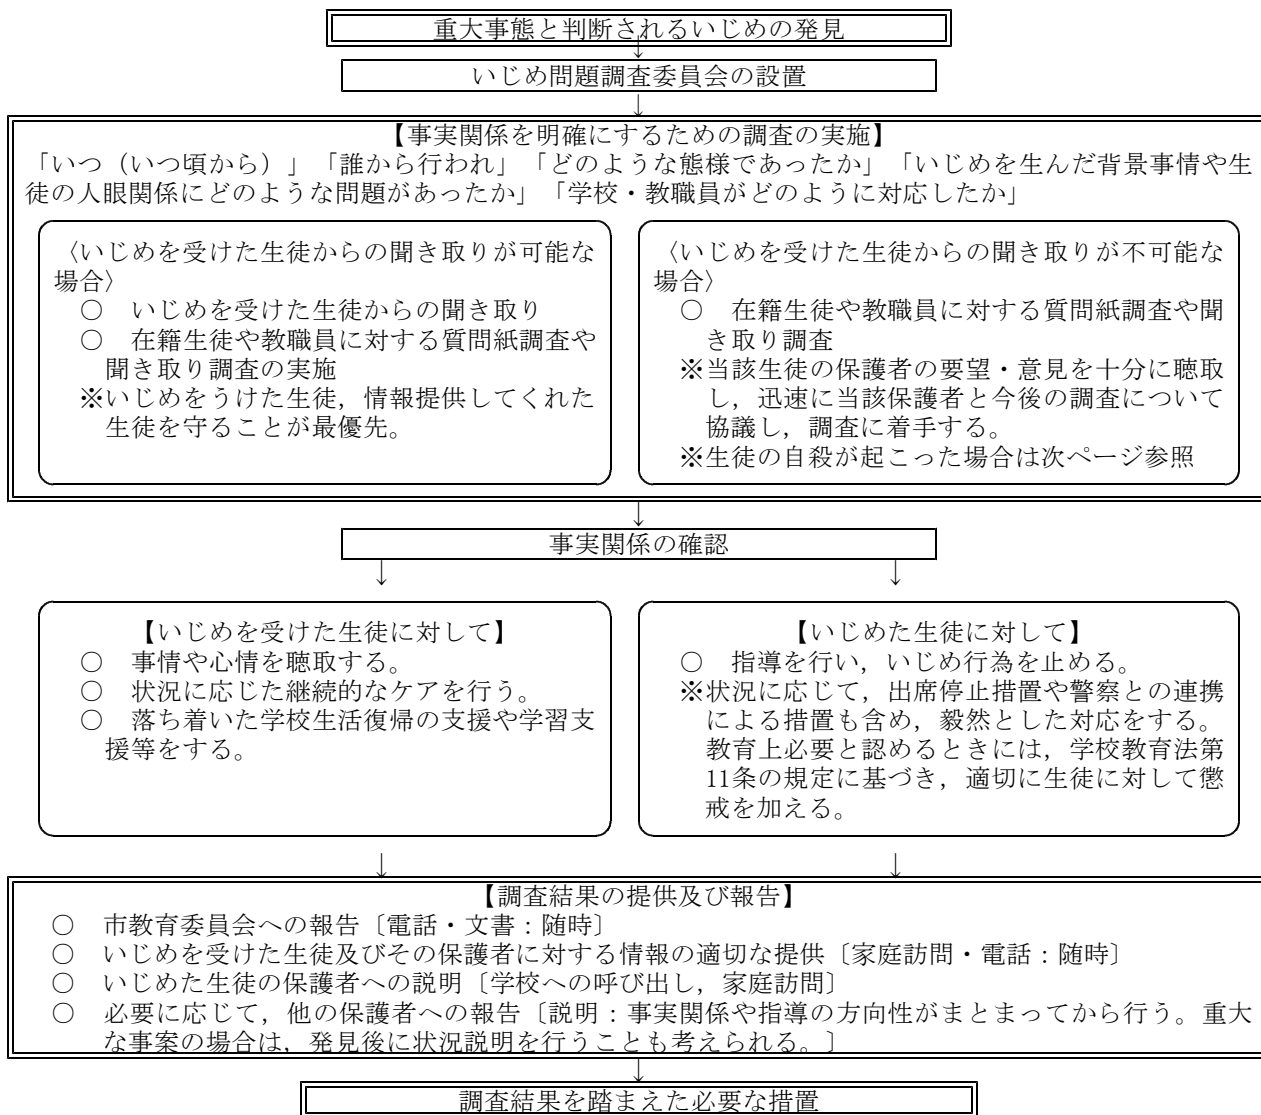 重大事態と判断されるいじめの発見
↓
いじめ問題調査委員会の設置
↓
【事実関係を明確にするための調査の実施】
「いつ（いつ頃から）」「誰から行われ」「どのような態様であったか」「いじめを生んだ背景事情や生
徒の人眼関係にどのような問題があったか」「学校・教職員がどのように対応したか」
〈いじめを受けた生徒からの聞き取りが可能な
場合〉
○　いじめを受けた生徒からの聞き取り
○　在籍生徒や教職員に対する質問紙調査や
聞き取り調査の実施
※いじめをうけた生徒，情報提供してくれた
生徒を守ることが最優先。
〈いじめを受けた生徒からの聞き取りが不可能な
場合〉
○　在籍生徒や教職員に対する質問紙調査や聞
き取り調査
※当該生徒の保護者の要望・意見を十分に聴取
し，迅速に当該保護者と今後の調査について
協議し，調査に着手する。
※生徒の自殺が起こった場合は次ページ参照
↓
事実関係の確認
↓　↓
【いじめを受けた生徒に対して】
○　事情や心情を聴取する。
○　状況に応じた継続的なケアを行う。
○　落ち着いた学校生活復帰の支援や学習支
援等をする。
【いじめた生徒に対して】
○　指導を行い，いじめ行為を止める。
※状況に応じて，出席停止措置や警察との連携
による措置も含め，毅然とした対応をする。
教育上必要と認めるときには，学校教育法第
11条の規定に基づき，適切に生徒に対して懲
戒を加える。
↓　↓
【調査結果の提供及び報告】
○　市教育委員会への報告〔電話・文書：随時〕
○　いじめを受けた生徒及びその保護者に対する情報の適切な提供〔家庭訪問・電話：随時〕
○　いじめた生徒の保護者への説明〔学校への呼び出し，家庭訪問〕
○　必要に応じて，他の保護者への報告〔説明：事実関係や指導の方向性がまとまってから行う。重大
な事案の場合は，発見後に状況説明を行うことも考えられる。〕
↓
調査結果を踏まえた必要な措置